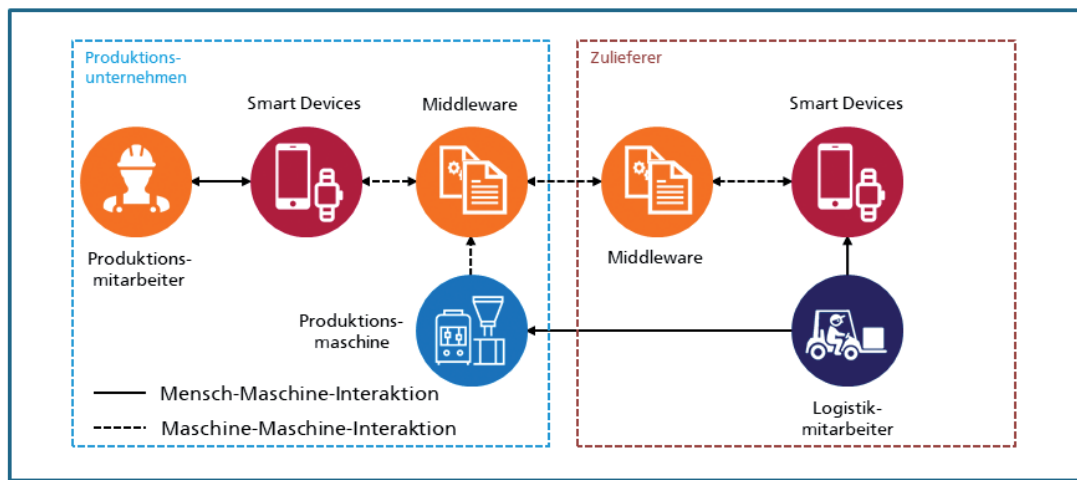 Produktions-
unternehmen
Zulieferer
Smart Devices
Middleware
Smart Devices
Produktions-
mitarbeiter
Middleware
Produktions-
maschine
Mensch-Maschine-Interaktion
Maschine-Maschine-Interaktion
Logistik-
mitarbeiter